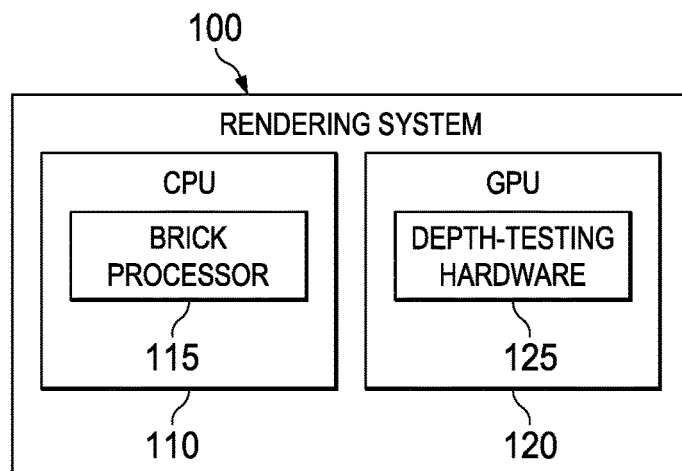 100
RENDERING SYSTEM
CPU
GPU
BRICK
PROCESSOR
DEPTH-TESTING
HARDWARE
115
125
110
120